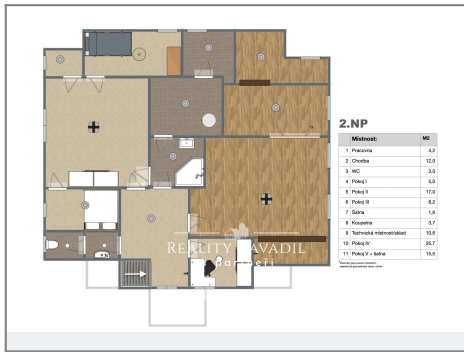 2.NP
Místnost: M2
1 Pracovna 4,2
2 Chodba 12,0
3 WC 3,0
4 Pokoj I 5,0
5 Pokoj II 17,0
6 Pokoj III 8,2
7 Šatna 1,6
8 Koupelna 3,7
9 Technická místnost/sklad 10,6
10 Pokoj IV 25,7
11 Pokoj V + šatna 15,5
REALITY ZAVADIL